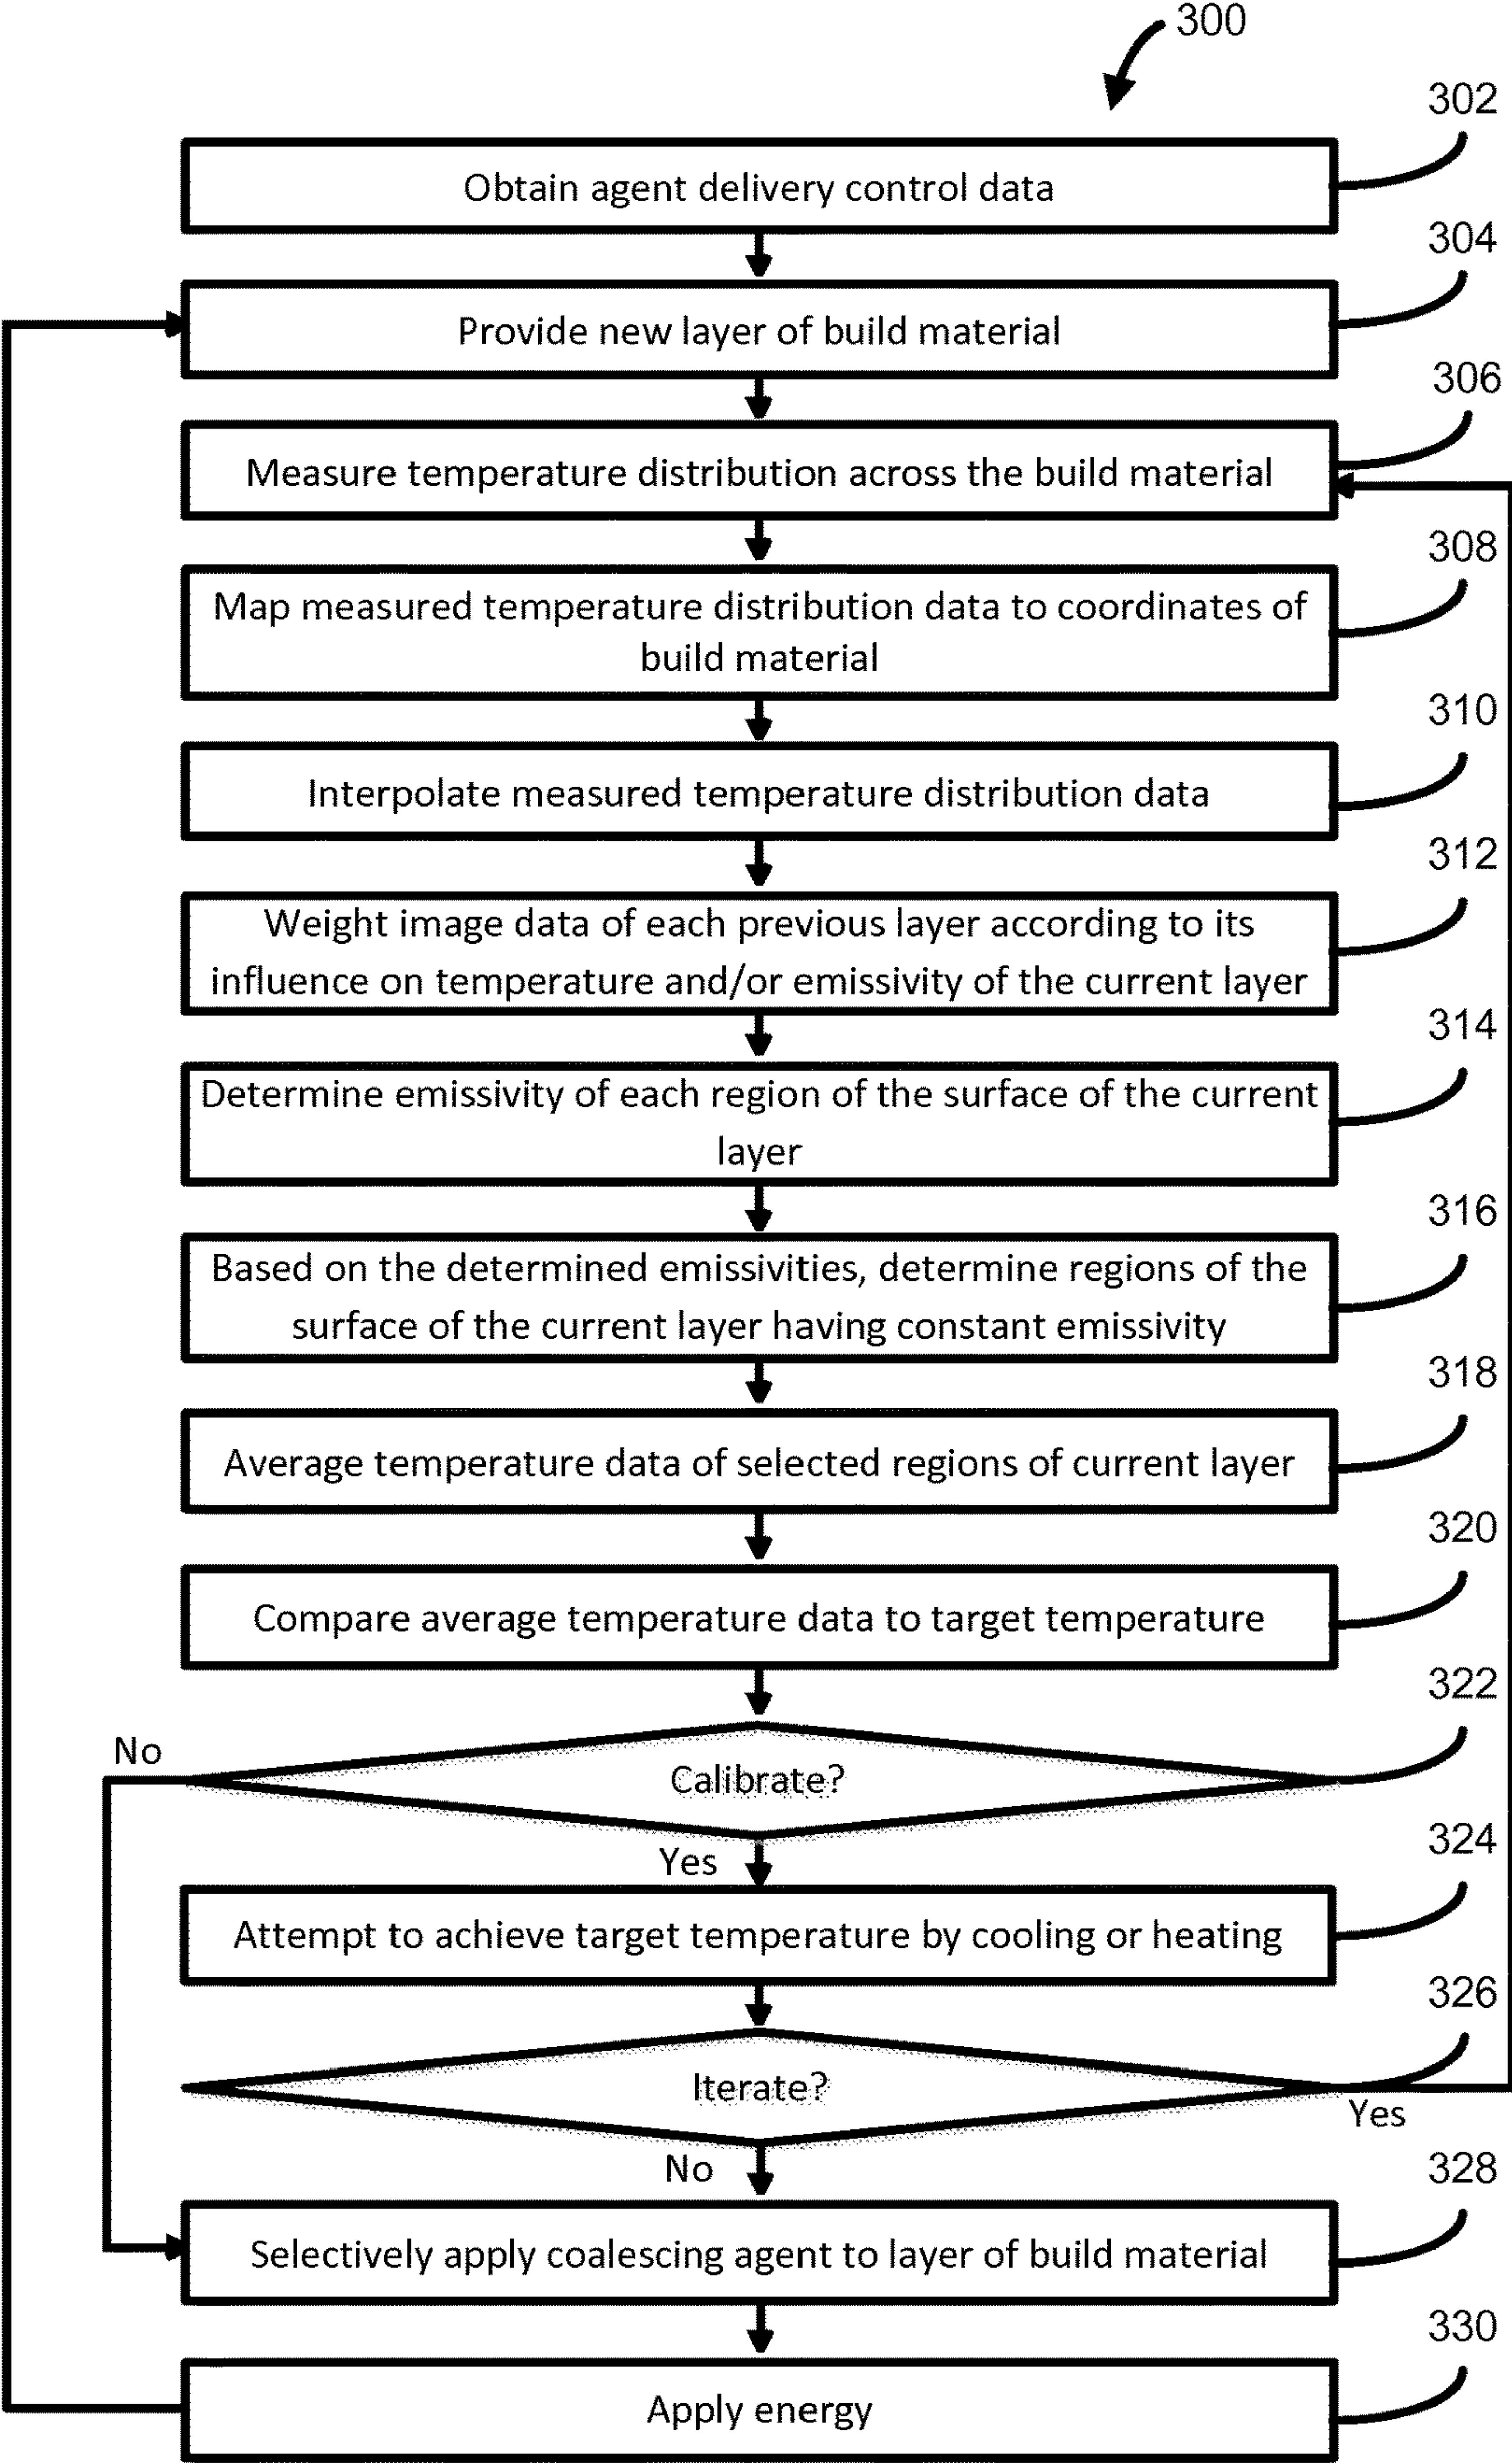 300
302
Obtain agent delivery control data
304
Provide new layer of build material
306
Measure temperature distribution across the build material
308
Map measured temperature distribution data to coordinates of
build material
310
Interpolate measured temperature distribution data
312
Weight image data of each previous layer according to its
influence on temperature and/or emissivity of the current layer
314
Determine emissivity of each region of the surface of the current
layer
316
Based on the determined emissivities, determine regions of the
surface of the current layer having constant emissivity
318
Average temperature data of selected regions of current layer
320
Compare average temperature data to target temperature
322
No
Calibrate?
Yes
324
Attempt to achieve target temperature by cooling or heating
326
Iterate?
Yes
No
328
Selectively apply coalescing agent to layer of build material
330
Apply energy